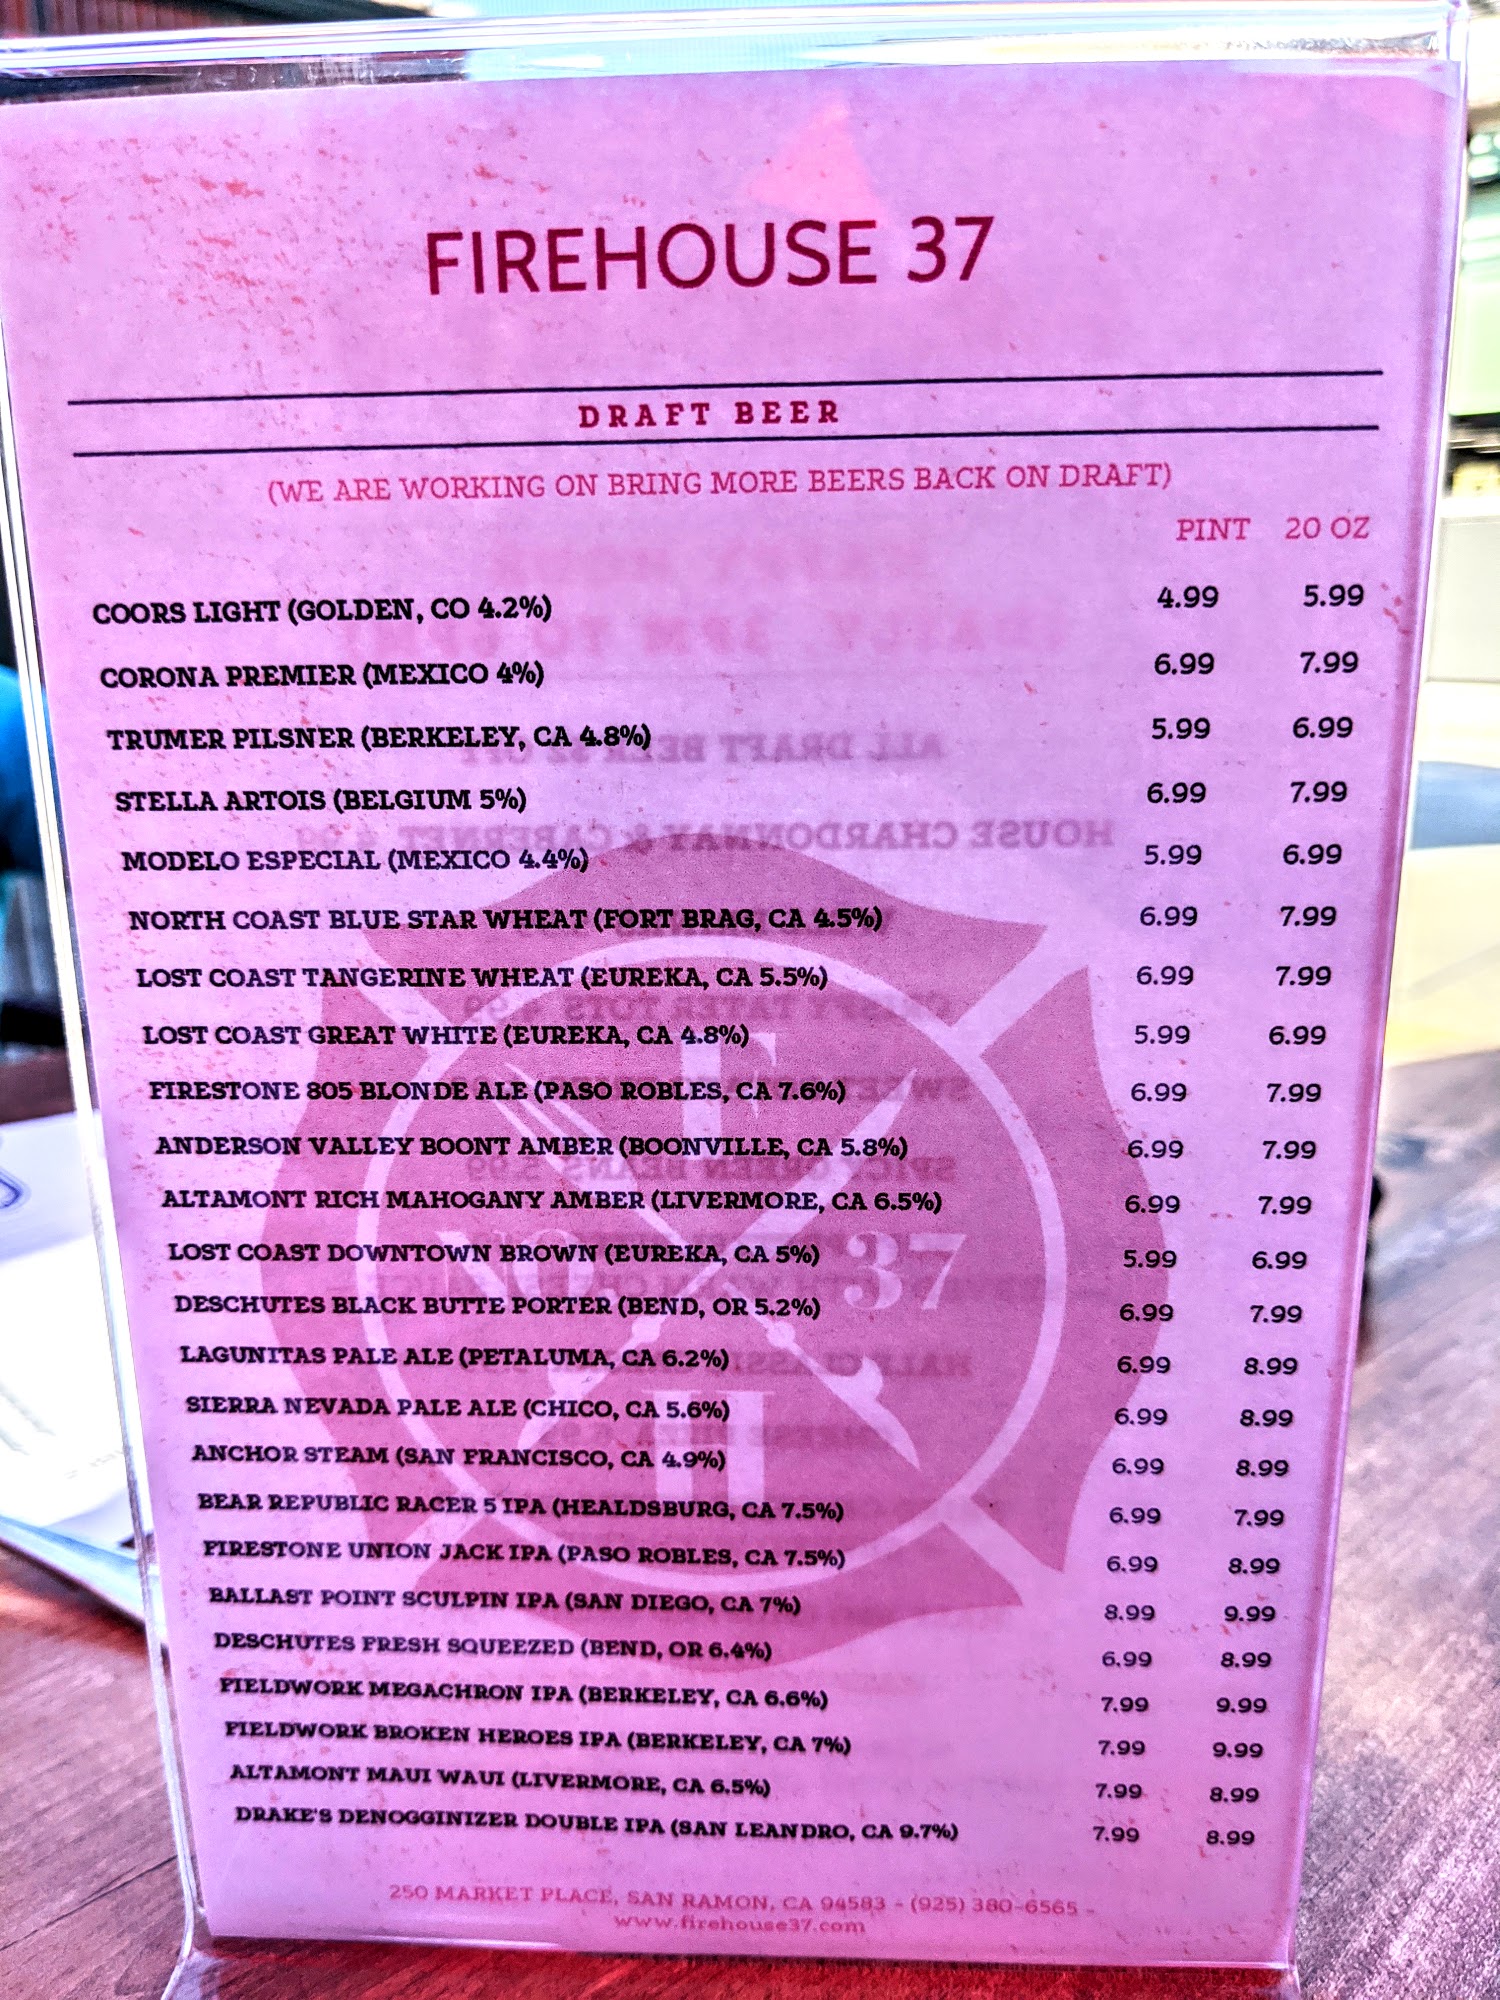 FIREHOUSE 37
DRAFT BEER
(WE ARE WORKING ON BRING MORE BEERS BACK ON DRAFT)
PINT 20 OZ
COORS LIGHT (GOLDEN, CO 4.2%) 4.99 5.99
CORONA PREMIER (MEXICO 4%) 6.99 7.99
TRUMER PILSNER (BERKELEY, CA 4.8%) 5.99 6.99
STELLA ARTOIS (BELGIUM 5%) 6.99 7.99
MODELO ESPECIAL (MEXICO 4.4%) 5.99 6.99
NORTH COAST BLUE STAR WHEAT (FORT BRAG, CA 4.5%) 6.99 7.99
LOST COAST TANGERINE WHEAT (EUREKA, CA 5.5%) 6.99 7.99
LOST COAST GREAT WHITE (EUREKA, CA 4.8%) 5.99 6.99
FIRESTONE 805 BLONDE ALE (PASO ROBLES, CA 7.6%) 6.99 7.99
ANDERSON VALLEY BOONT AMBER (BOONVILLE, CA 5.8%) 6.99 7.99
ALTAMONT RICH MAHOGANY AMBER (LIVERMORE, CA 6.5%) 6.99 7.99
LOST COAST DOWNTOWN BROWN (EUREKA, CA 5%) 5.99 6.99
DESCHUTES BLACK BUTTE PORTER (BEND, OR 5.2%) 6.99 7.99
LAGUNITAS PALE ALE (PETALUMA, CA 6.2%) 6.99 8.99
SIERRA NEVADA PALE ALE (CHICO, CA 5.6%) 6.99 8.99
ANCHOR STEAM (SAN FRANCISCO, CA 4.9%) 6.99 8.99
BEAR REPUBLIC RACER 5 IPA (HEALDSBURG, CA 7.5%) 6.99 7.99
FIRESTONE UNION JACK IPA (PASO ROBLES, CA 7.5%) 6.99 8.99
BALLAST POINT SCULPIN IPA (SAN DIEGO, CA 7%) 8.99 9.99
DESCHUTES FRESH SQUEEZED (BEND, OR 6.4%) 6.99 8.99
FIELDWORK MEGACHRON IPA (BERKELEY, CA 6.6%) 7.99 9.99
FIELDWORK BROKEN HEROES IPA (BERKELEY, CA 7%) 7.99 9.99
ALTAMONT MAUI WAUI (LIVERMORE, CA 6.5%) 7.99 8.99
DRAKE'S DENOGGINIZER DOUBLE IPA (SAN LEANDRO, CA 9.7%) 7.99 8.99
F
NO. 37
H
250 MARKET PLACE, SAN RAMON, CA 94583 - (925) 380-6565 -
www.firehouse37.com